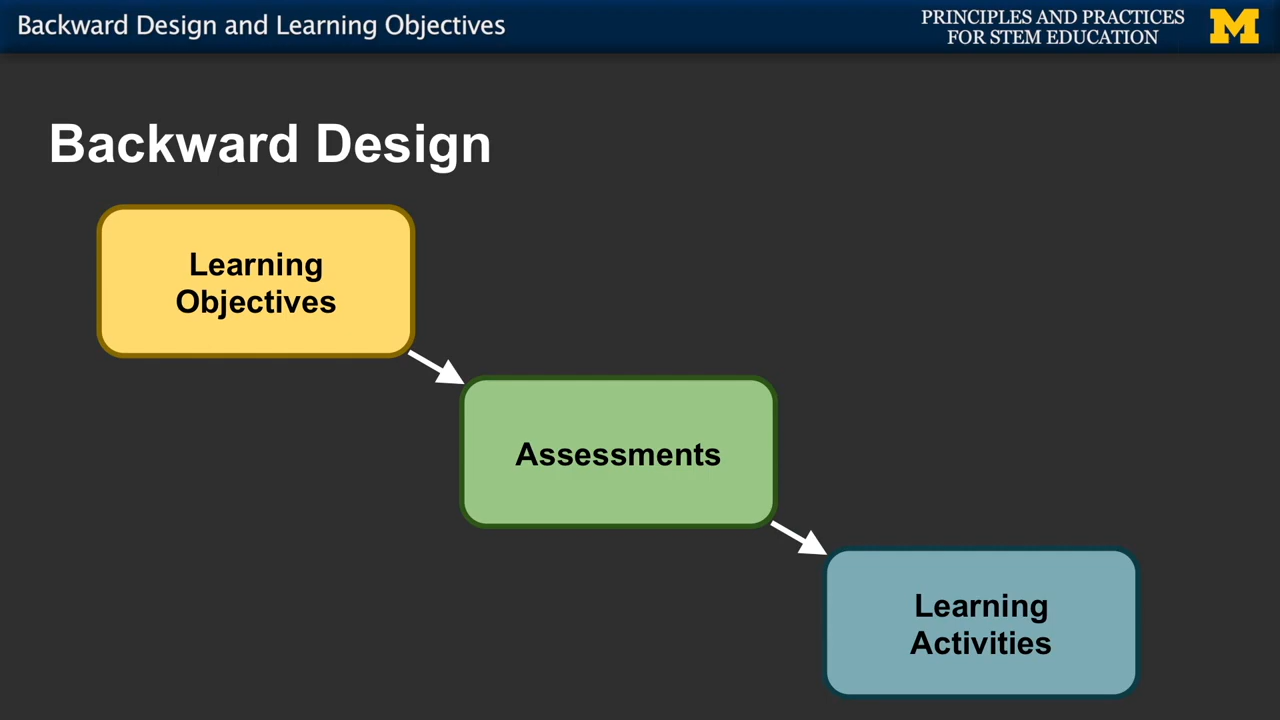 Backward Design and Learning Objectives
PRINCIPLES AND PRACTICES
FOR STEM EDUCATION
M
Backward Design
Learning
Objectives
Assessments
Learning
Activities